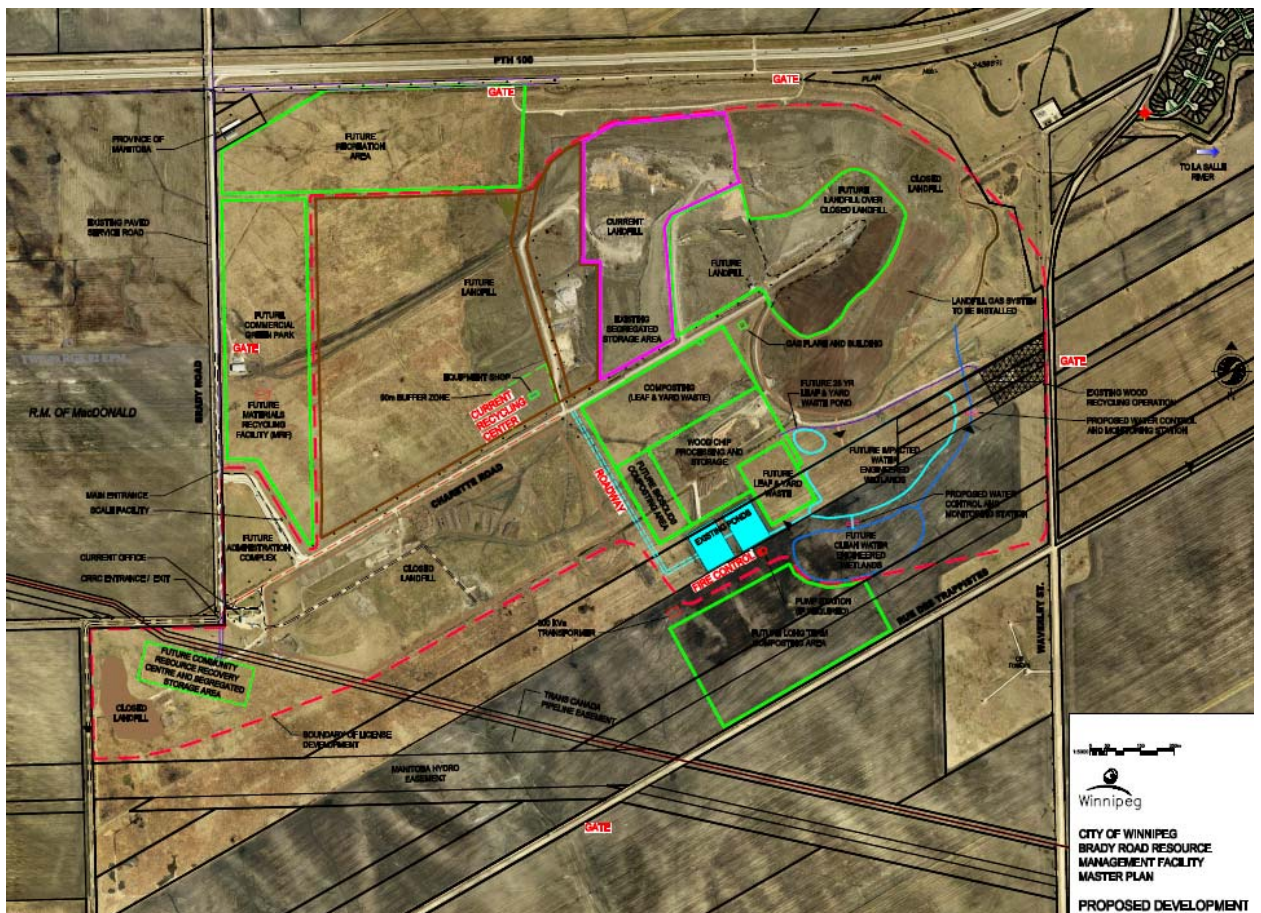 PTH 100
GATE
GATE
PLAN
PROVINCE OF
MANITOBA
FUTURE
RECREATION
AREA
TO LA SALLE
RIVER
CLOSED
LANDFILL
FUTURE
LANDFILL OVER
CLOSED LANDFILL
EXISTING PAVED
SERVICE ROAD
CURRENT
LANDFILL
FUTURE
LANDFILL
FUTURE
LANDFILL
FUTURE
COMMERCIAL
GREEN PARK
LANDFILL GAS SYSTEM
TO BE INSTALLED
EXISTING
SEGREGATED
STORAGE AREA
GAS FLARE AND BUILDING
GATE
GATE
EQUIPMENT SHOP
COMPOSTING
(LEAF & YARD WASTE)
FUTURE 25 YR
LEAF & YARD
WASTE POND
EXISTING WOOD
RECYCLING OPERATION
R.M. OF MacDONALD
BRADY ROAD
CURRENT
RECYCLING
CENTER
FUTURE
MATERIALS
RECYCLING
FACILITY (MRF)
PROPOSED WATER CONTROL
AND MONITORING STATION
WOOD CHIP
PROCESSING AND
STORAGE
FUTURE IMPACTED
WATER
ENGINEERED
WETLANDS
ROADWAY
FUTURE BIOSOLIDS
COMPOSTING AREA
FUTURE
LEAF & YARD
WASTE
CHARETTE ROAD
MAIN ENTRANCE
SCALE FACILITY
PROPOSED WATER
CONTROL AND
MONITORING STATION
EXISTING PONDS
FUTURE
CLEAN WATER
ENGINEERED
WETLANDS
FUTURE
ADMINISTRATION
COMPLEX
CURRENT OFFICE
CRRC ENTRANCE / EXIT
CLOSED
LANDFILL
FIRE CONTROL
RUE DES TRAPPISTES
WAVERLEY ST.
PUMP STATION
(IF REQUIRED)
TRANSFORMER
FUTURE LONG TERM
COMPOSTING AREA
FUTURE COMMUNITY
RESOURCE RECOVERY
CENTRE AND SEGREGATED
STORAGE AREA
CLOSED
LANDFILL
TRANS CANADA
PIPELINE EASEMENT
BOUNDARY OF LICENSE
DEVELOPMENT
MANITOBA HYDRO
EASEMENT
GATE
Winnipeg
CITY OF WINNIPEG
BRADY ROAD RESOURCE
MANAGEMENT FACILITY
MASTER PLAN
PROPOSED DEVELOPMENT